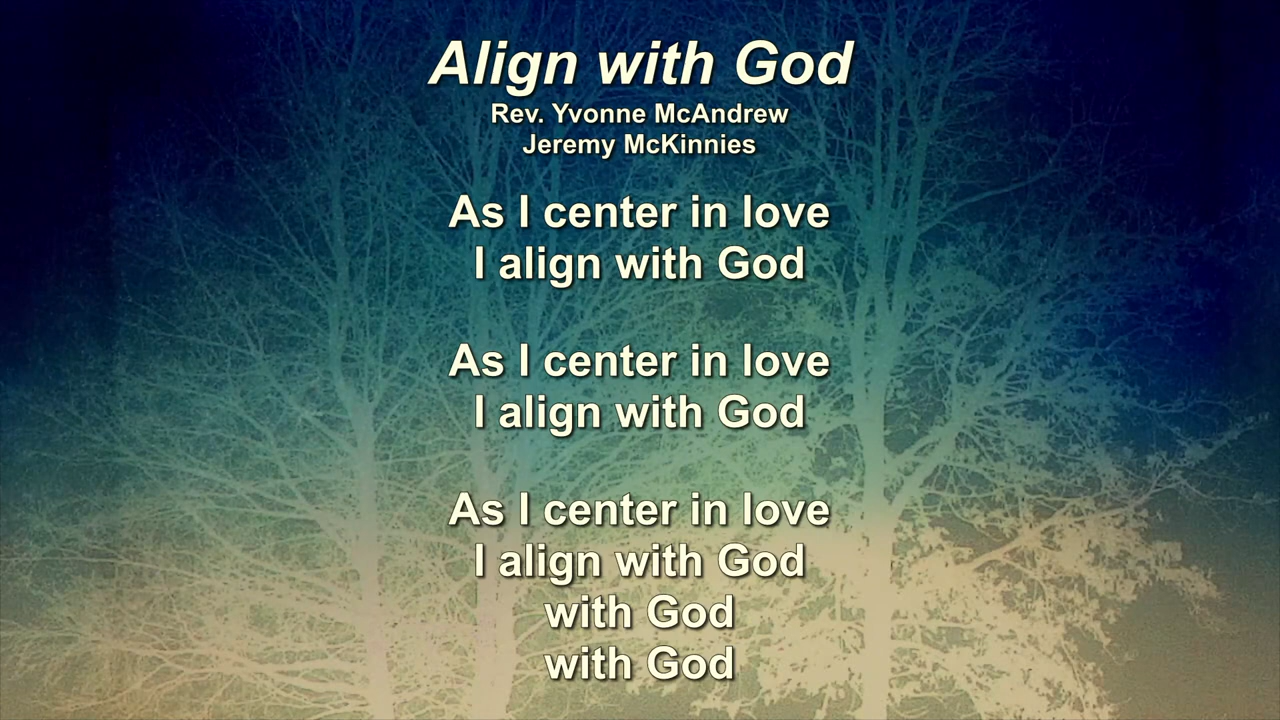 Align with God
Rev. Yvonne McAndrew
Jeremy McKinnies
As I center in love
I align with God
As I center in love
I align with God
As I center in love
I align with God
with God
with God